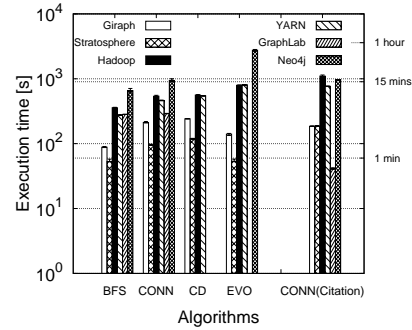 Execution time [s]
10^4
10^3
10^2
10^1
10^0
Giraph
Stratosphere
Hadoop
YARN
GraphLab
Neo4j
1 hour
15 mins
1 min
BFS CONN CD EVO CONN(Citation)
Algorithms